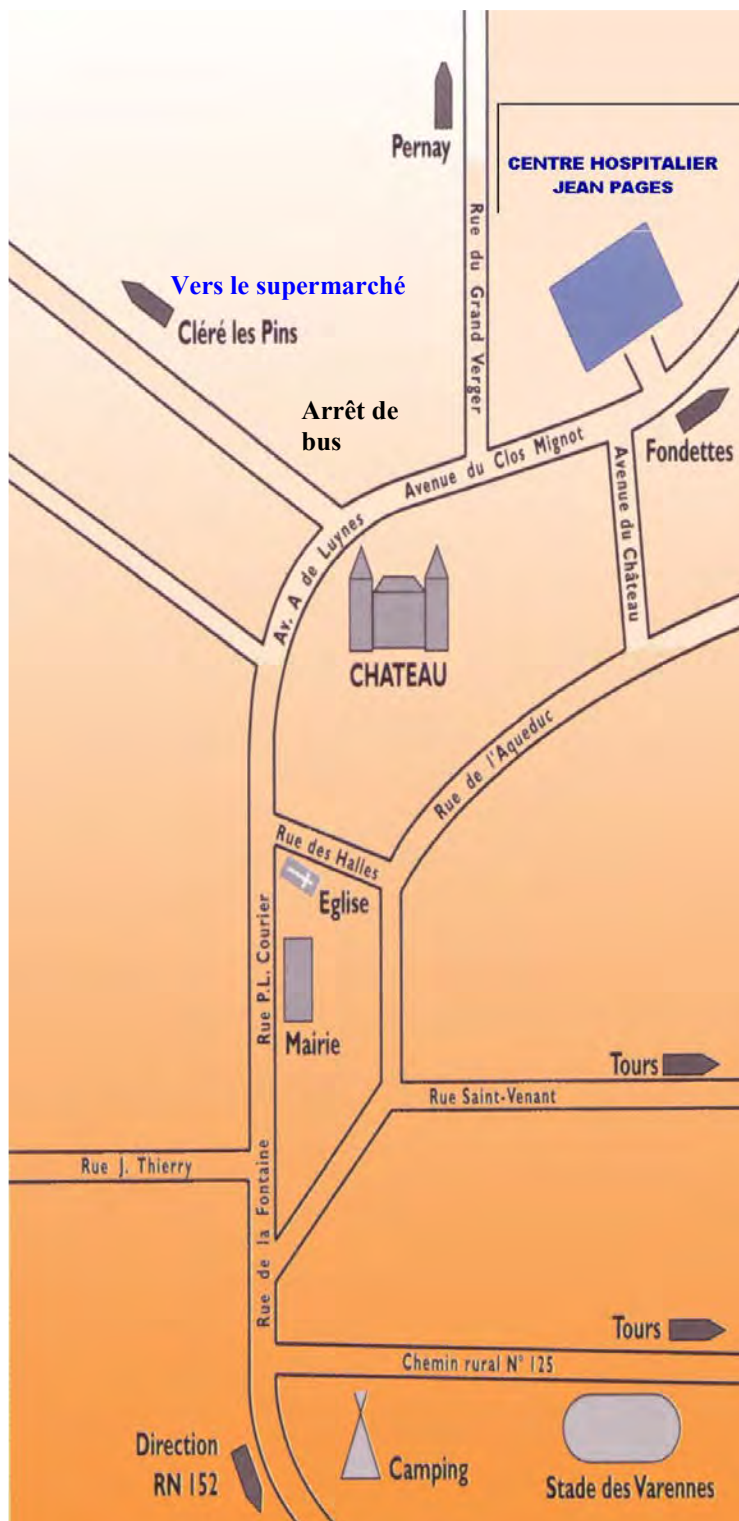 Pernay
CENTRE HOSPITALIER
JEAN PAGES
Rue du Grand Verger
Vers le supermarché
Cléré les Pins
Arrêt de
bus
Fondettes
Avenue du Clos Mignot
Avenue du Château
Av. A de Luynes
CHATEAU
Rue de l'Aqueduc
Rue des Halles
Eglise
Rue P.L. Courier
Mairie
Tours
Rue Saint-Venant
Rue J. Thierry
Rue de la Fontaine
Tours
Chemin rural N° 125
Direction
RN 152
Camping
Stade des Varennes